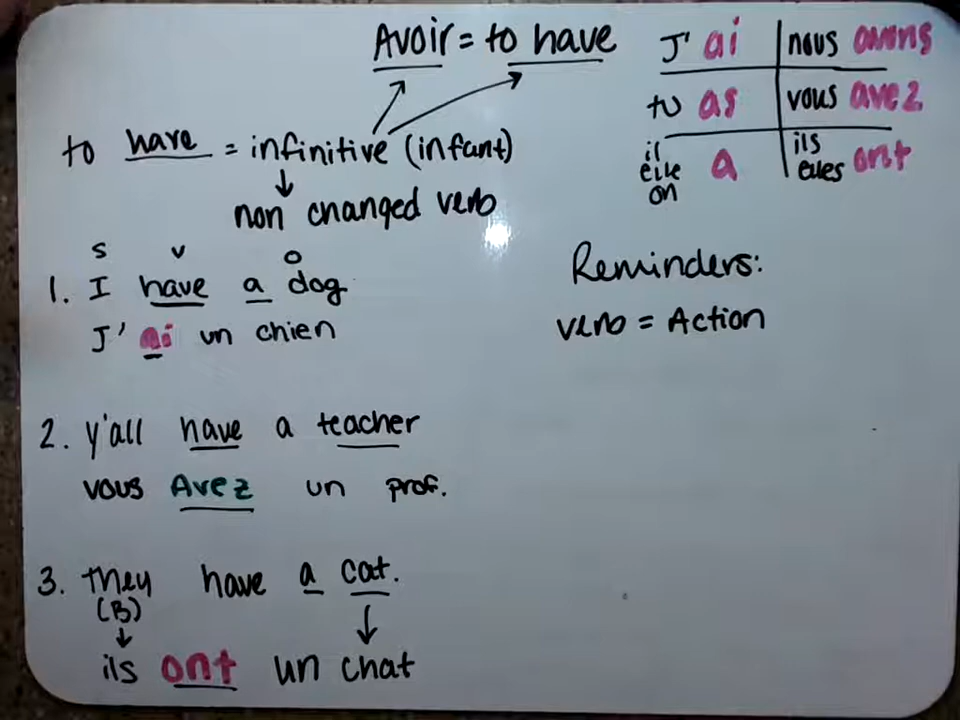 Avoir = to have
J' ai nous avons
tu as vous avez
il elle on a ils elles ont
to have = infinitive (infant)
non changed verb
S V O
1. I have a dog
J' ai un chien
Reminders:
verb = Action
2. y'all have a teacher
vous Avez un prof.
3. they have a cat.
(B)
ils ont un chat